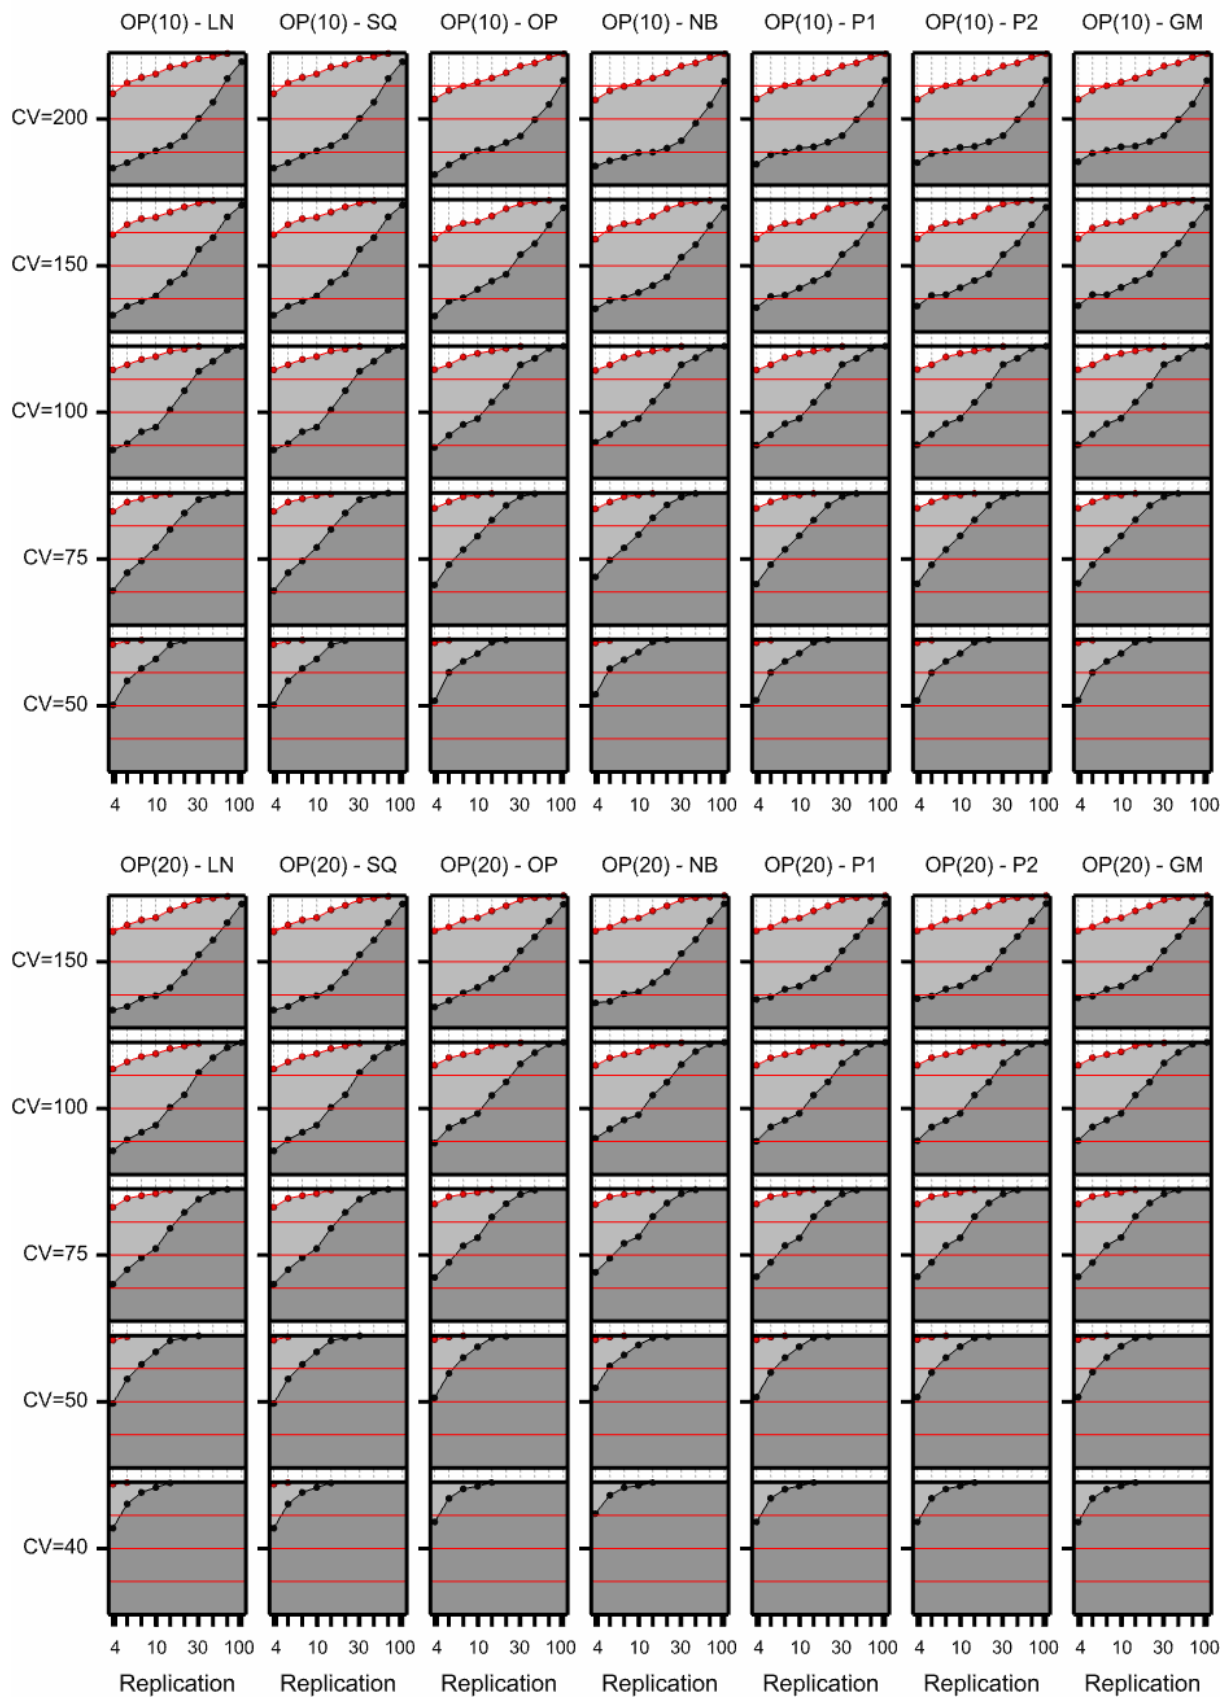 OP(10) - LN OP(10) - SQ OP(10) - OP OP(10) - NB OP(10) - P1 OP(10) - P2 OP(10) - GM
CV=200
CV=150
CV=100
CV=75
CV=50
4 10 30 100 4 10 30 100 4 10 30 100 4 10 30 100 4 10 30 100 4 10 30 100 4 10 30 100
OP(20) - LN OP(20) - SQ OP(20) - OP OP(20) - NB OP(20) - P1 OP(20) - P2 OP(20) - GM
CV=150
CV=100
CV=75
CV=50
CV=40
4 10 30 100 4 10 30 100 4 10 30 100 4 10 30 100 4 10 30 100 4 10 30 100 4 10 30 100
Replication Replication Replication Replication Replication Replication Replication